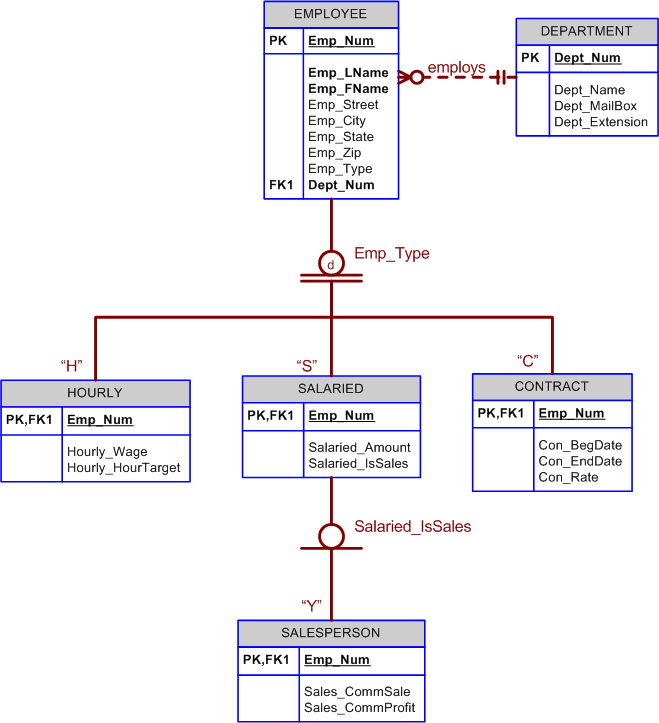 EMPLOYEE
PK Emp_Num
Emp_LName
Emp_FName
Emp_Street
Emp_City
Emp_State
Emp_Zip
Emp_Type
FK1 Dept_Num
employs
DEPARTMENT
PK Dept_Num
Dept_Name
Dept_MailBox
Dept_Extension
d
Emp_Type
“H”
“S”
“C”
HOURLY
PK,FK1 Emp_Num
Hourly_Wage
Hourly_HourTarget
SALARIED
PK,FK1 Emp_Num
Salaried_Amount
Salaried_IsSales
CONTRACT
PK,FK1 Emp_Num
Con_BegDate
Con_EndDate
Con_Rate
Salaried_IsSales
“Y”
SALESPERSON
PK,FK1 Emp_Num
Sales_CommSale
Sales_CommProfit